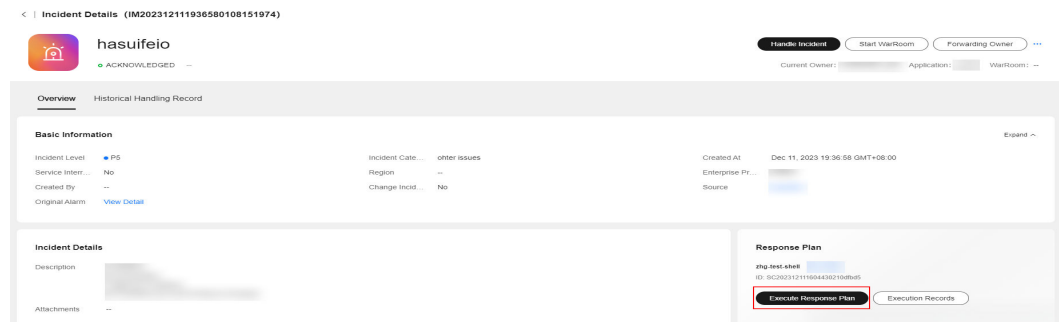 < | Incident Details (IM20231211193658010815​1974)
hasuifeio
Handle Incident Start WarRoom Forwarding Owner ...
ACKNOWLEDGED --
Current Owner: Application: WarRoom: --
Overview Historical Handling Record
Basic Information Expand
Incident Level P5 Incident Cate... ohter issues Created At Dec 11, 2023 19:36:58 GMT+08:00
Service Interr... No Region -- Enterprise Pr...
Created By -- Change Incid... No Source
Original Alarm View Detail
Incident Details
Response Plan
Description
zhg-test-shell
ID: SC2023121116044382​10dfbd5
Execute Response Plan Execution Records
Attachments --